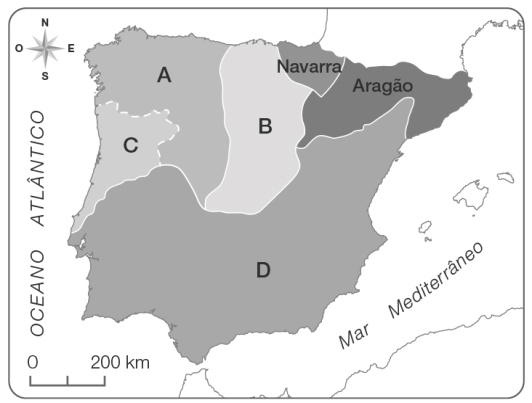 N
O E
S
A
Navarra
Aragão
B
C
D
OCEANO ATLÂNTICO
Mar Mediterrâneo
0 200 km